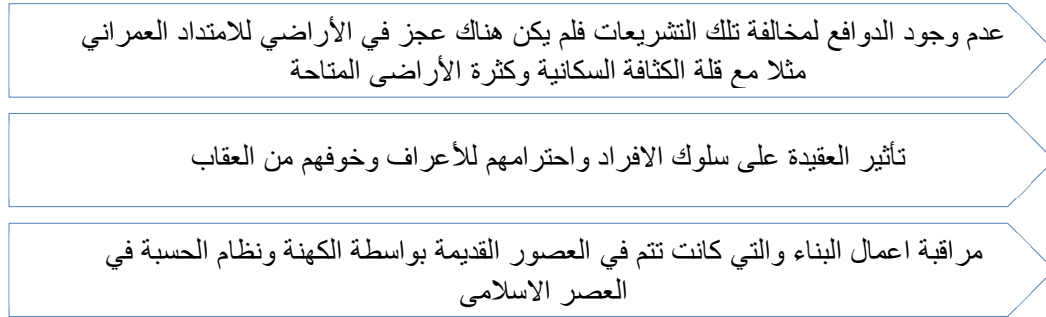 عدم وجود الدوافع لمخالفة تلك التشريعات فلم يكن هناك عجز في الأراضي للامتداد العمراني
مثلا مع قلة الكثافة السكانية وكثرة الأراضى المتاحة
تأثير العقيدة على سلوك الافراد واحترامهم للأعراف وخوفهم من العقاب
مراقبة اعمال البناء والتي كانت تتم في العصور القديمة بواسطة الكهنة ونظام الحسبة في
العصر الاسلامى